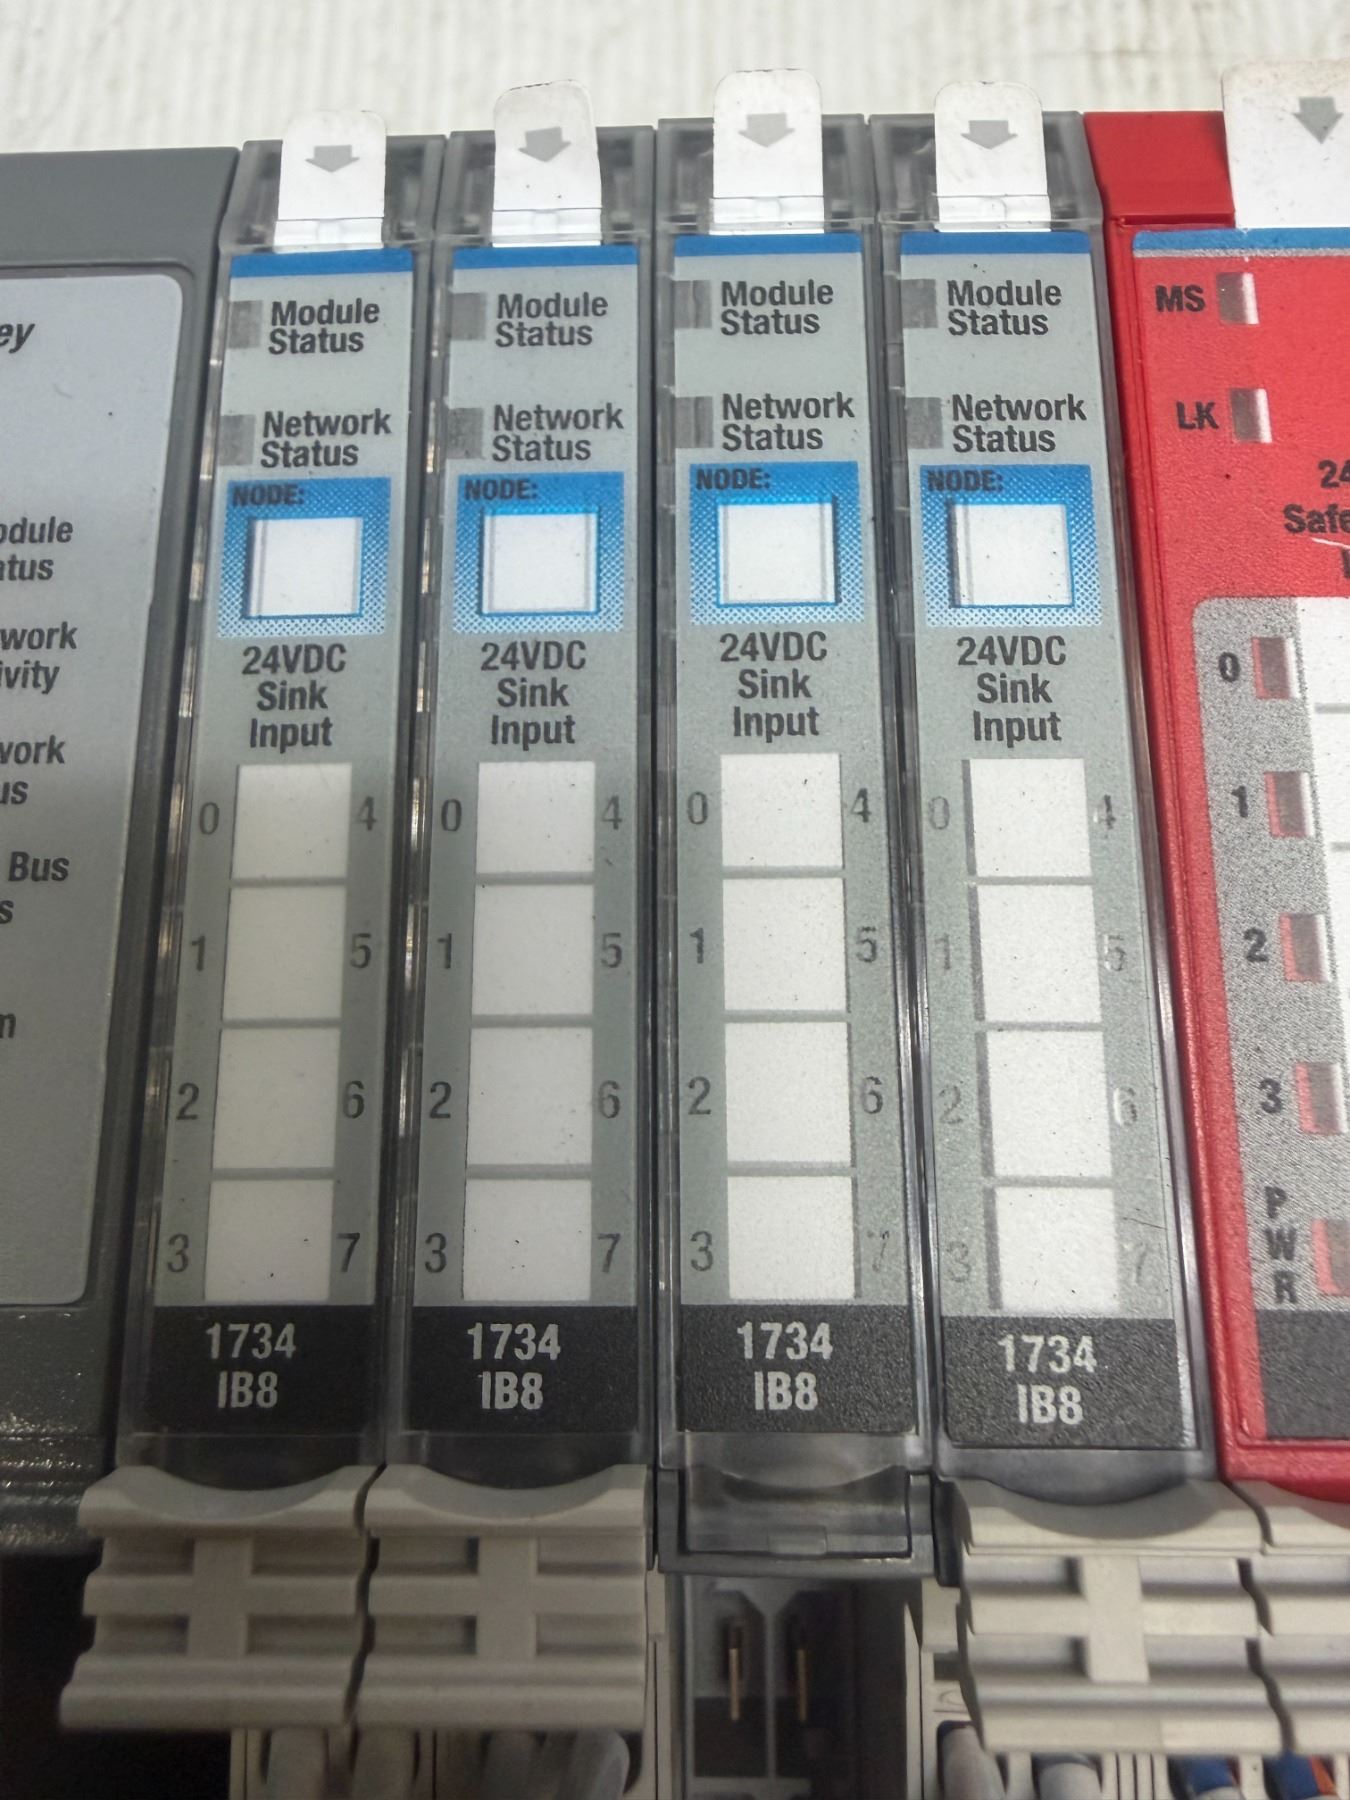 ey
odule
atus
work
ivity
work
us
Bus
s
m
Module
Status
Network
Status
NODE:
24VDC
Sink
Input
0 4
1 5
2 6
3 7
1734
IB8
Module
Status
Network
Status
NODE:
24VDC
Sink
Input
0 4
1 5
2 6
3 7
1734
IB8
Module
Status
Network
Status
NODE:
24VDC
Sink
Input
0 4
1 5
2 6
3 7
1734
IB8
Module
Status
Network
Status
NODE:
24VDC
Sink
Input
0 4
1 5
2 6
3 7
1734
IB8
MS
LK
24
Safe
0
1
2
3
P
W
R